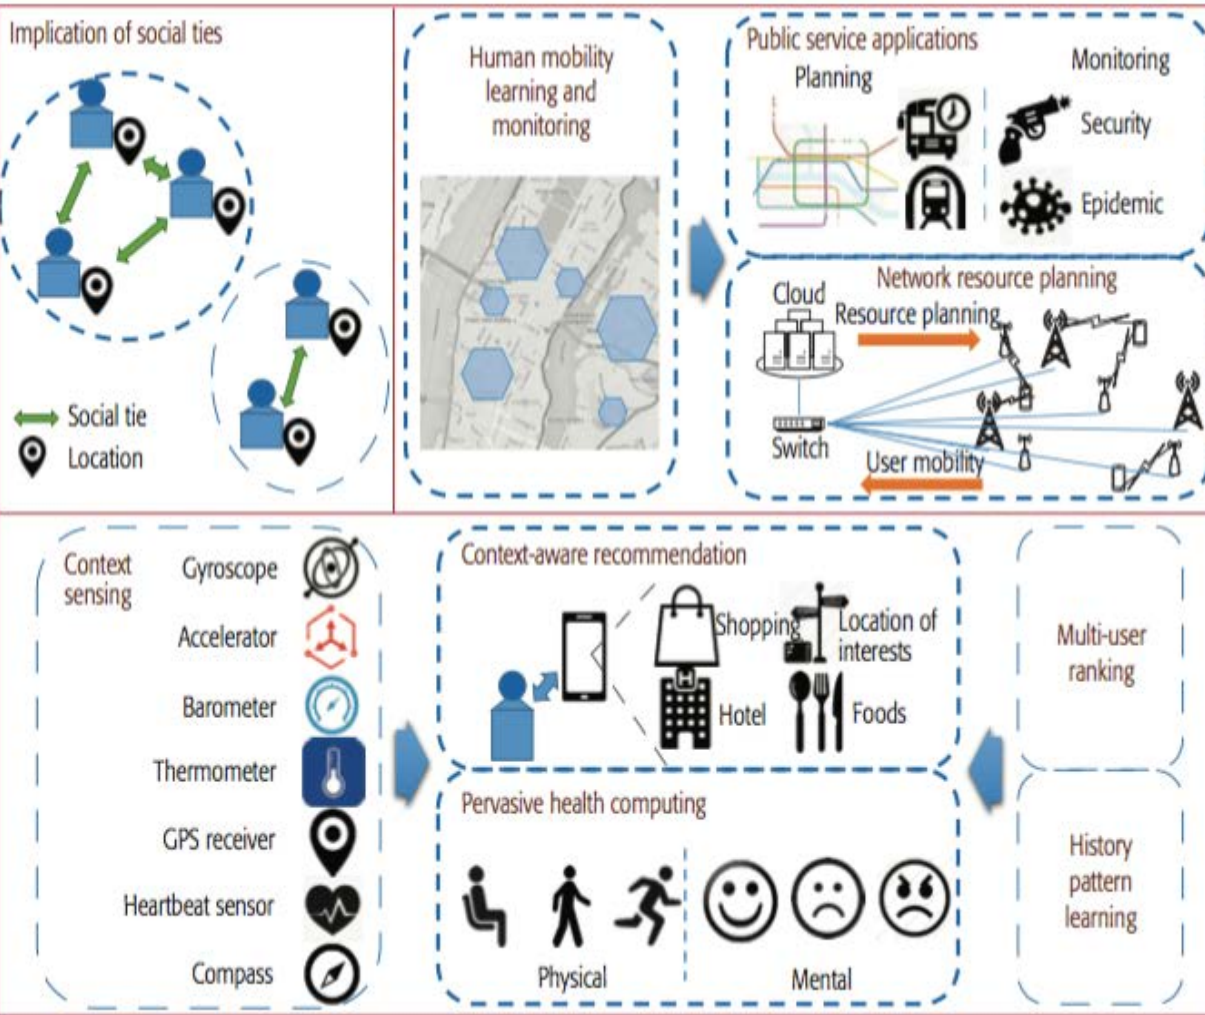 Implication of social ties
Social tie
Location
Human mobility
learning and
monitoring
Public service applications
Planning
Monitoring
Security
Epidemic
Network resource planning
Cloud
Resource planning
Switch
User mobility
Context
sensing
Gyroscope
Accelerator
Barometer
Thermometer
GPS receiver
Heartbeat sensor
Compass
Context-aware recommendation
Shopping
Location of
interests
H
Hotel
Foods
Pervasive health computing
Physical
Mental
Multi-user
ranking
History
pattern
learning